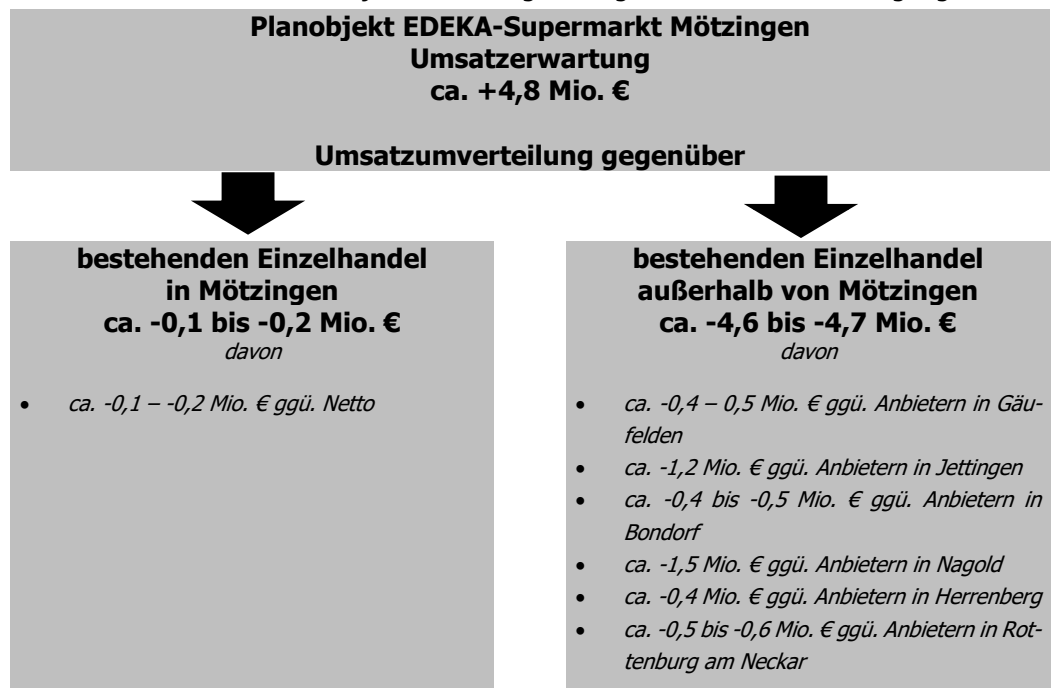 Planobjekt EDEKA-Supermarkt Mötzingen
Umsatzerwartung
ca. +4,8 Mio. €
Umsatzumverteilung gegenüber
bestehenden Einzelhandel
in Mötzingen
ca. -0,1 bis -0,2 Mio. €
davon
• ca. -0,1 – -0,2 Mio. € ggü. Netto
bestehenden Einzelhandel
außerhalb von Mötzingen
ca. -4,6 bis -4,7 Mio. €
davon
• ca. -0,4 – 0,5 Mio. € ggü. Anbietern in Gäu-
felden
• ca. -1,2 Mio. € ggü. Anbietern in Jettingen
• ca. -0,4 bis -0,5 Mio. € ggü. Anbietern in
Bondorf
• ca. -1,5 Mio. € ggü. Anbietern in Nagold
• ca. -0,4 Mio. € ggü. Anbietern in Herrenberg
• ca. -0,5 bis -0,6 Mio. € ggü. Anbietern in Rot-
tenburg am Neckar